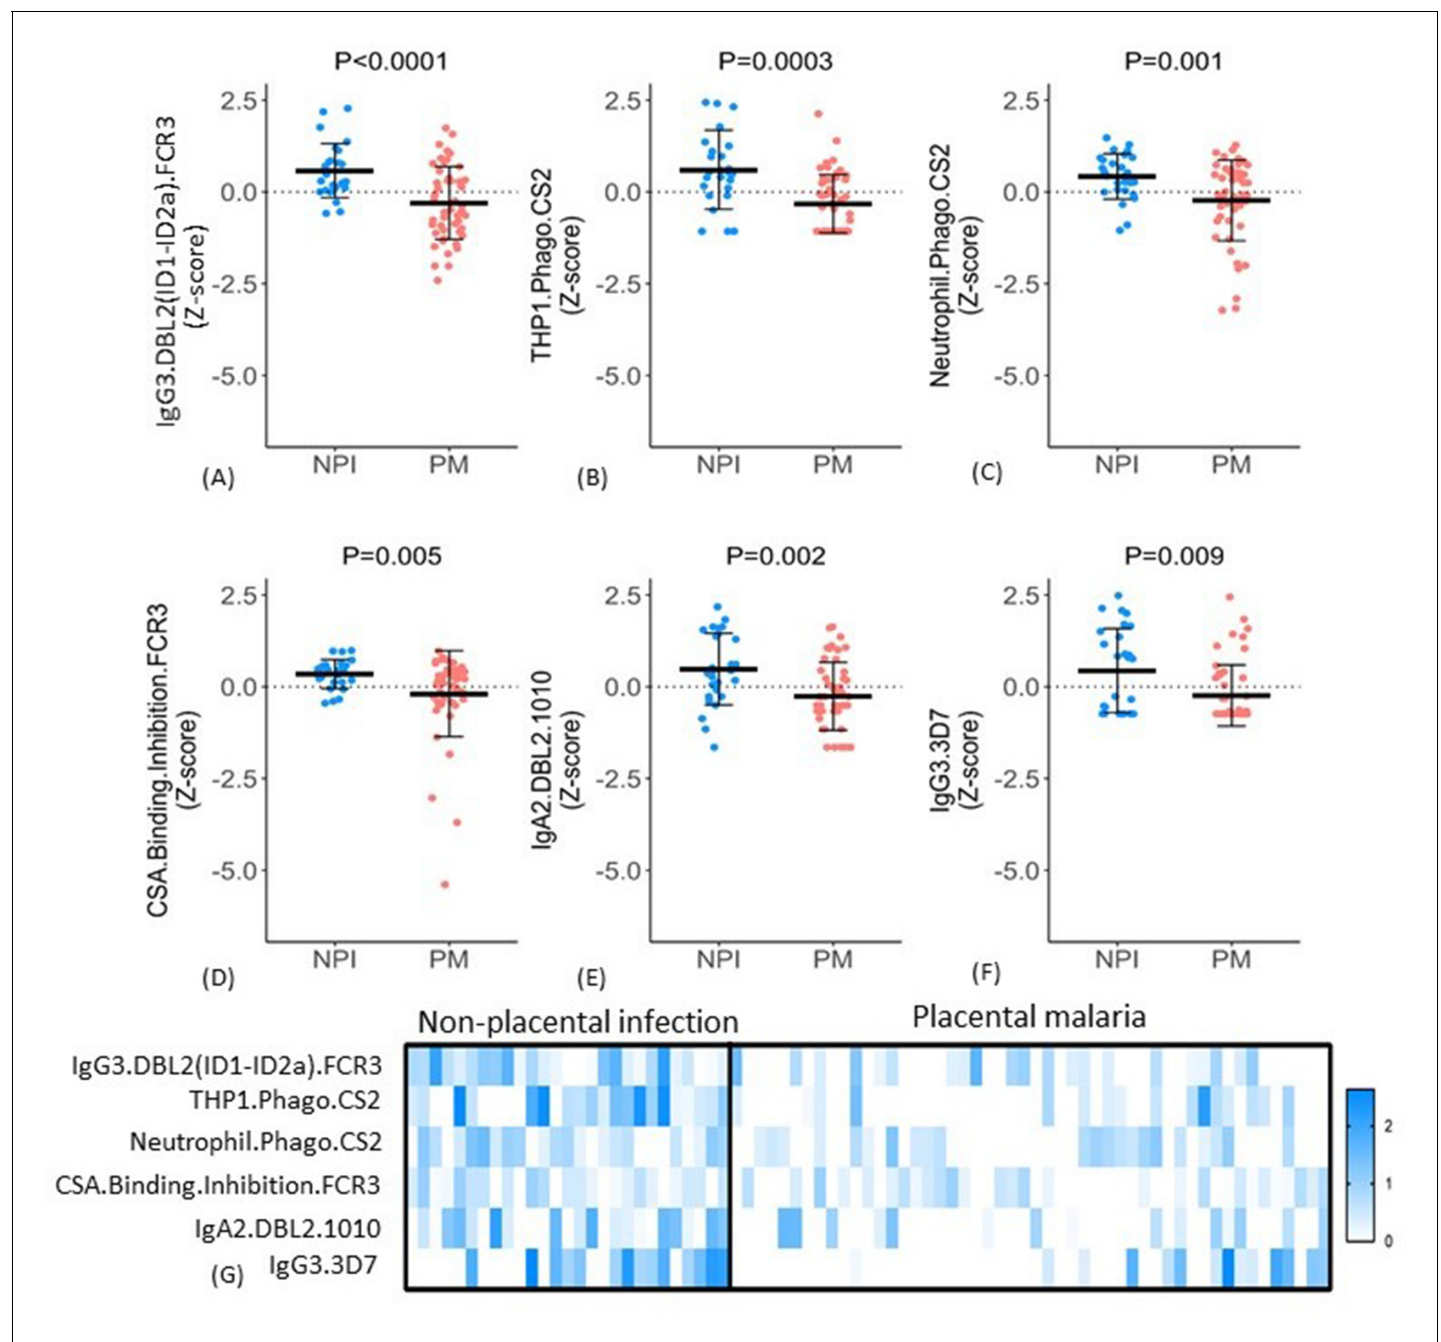 P<0.0001
P=0.0003
P=0.001
IgG3.DBL2(ID1-ID2a).FCR3
(Z-score)
2.5
0.0
-2.5
-5.0
NPI
PM
(A)
THP1.Phago.CS2
(Z-score)
2.5
0.0
-2.5
-5.0
NPI
PM
(B)
Neutrophil.Phago.CS2
(Z-score)
2.5
0.0
-2.5
-5.0
NPI
PM
(C)
P=0.005
P=0.002
P=0.009
CSA.Binding.Inhibition.FCR3
(Z-score)
2.5
0.0
-2.5
-5.0
NPI
PM
(D)
IgA2.DBL2.1010
(Z-score)
2.5
0.0
-2.5
-5.0
NPI
PM
(E)
IgG3.3D7
(Z-score)
2.5
0.0
-2.5
-5.0
NPI
PM
(F)
Non-placental infection
Placental malaria
IgG3.DBL2(ID1-ID2a).FCR3
THP1.Phago.CS2
Neutrophil.Phago.CS2
CSA.Binding.Inhibition.FCR3
IgA2.DBL2.1010
(G) IgG3.3D7
2
1
0